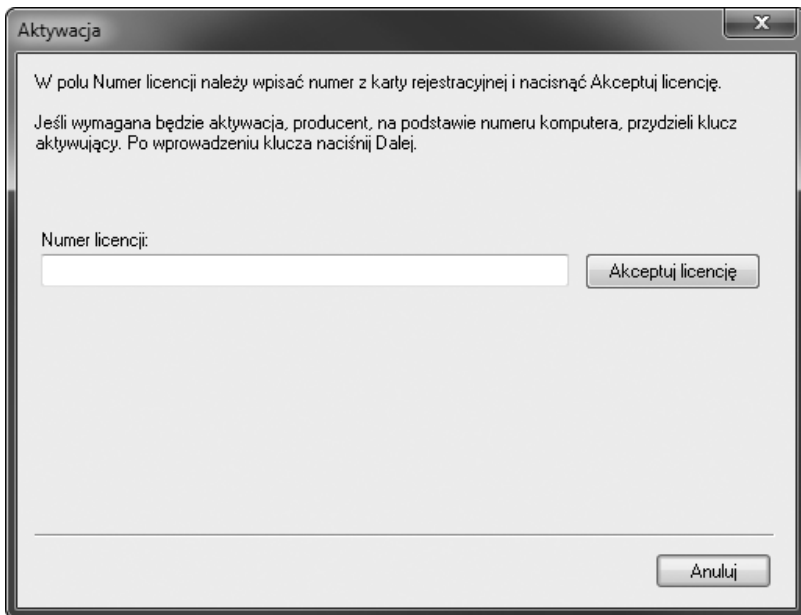 Aktywacja
X
W polu Numer licencji należy wpisać numer z karty rejestracyjnej i nacisnąć Akceptuj licencję.
Jeśli wymagana będzie aktywacja, producent, na podstawie numeru komputera, przydzieli klucz
aktywujący. Po wprowadzeniu klucza naciśnij Dalej.
Numer licencji:
Akceptuj licencję
Anuluj